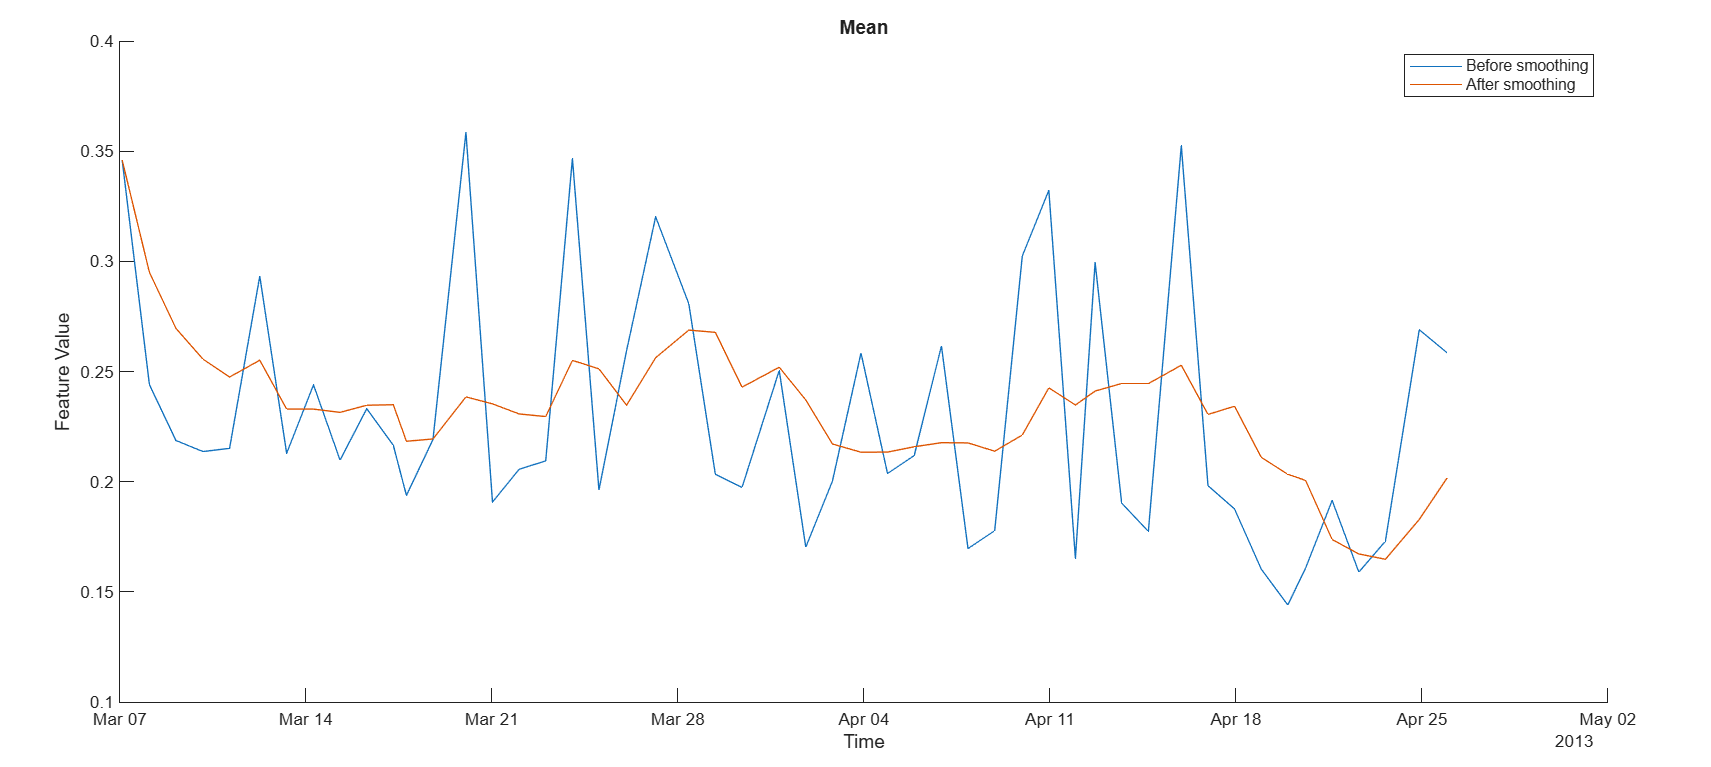 Mean
Before smoothing
After smoothing
0.4
0.35
0.3
0.25
0.2
0.15
0.1
Feature Value
Mar 07 Mar 14 Mar 21 Mar 28 Apr 04 Apr 11 Apr 18 Apr 25 May 02
Time
2013